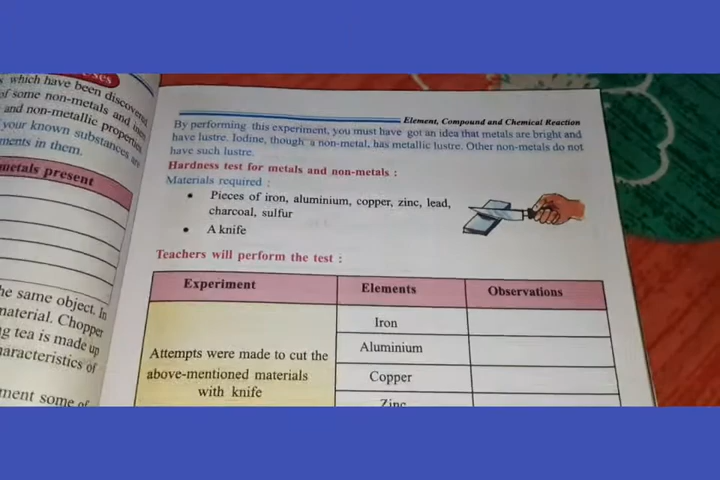 uses
s which have been discovered
of some non-metals and
and non-metallic properties
your known substances are
ments in them.
metals present
he same object. In
material. Chopper
ng tea is made up
haracteristics of
ment some of
Element, Compound and Chemical Reaction
By performing this experiment, you must have got an idea that metals are bright and
have lustre. Iodine, though a non-metal, has metallic lustre. Other non-metals do not
have such lustre.
Hardness test for metals and non-metals :
Materials required :
• Pieces of iron, aluminium, copper, zinc, lead,
charcoal, sulfur
• A knife
Teachers will perform the test :
Experiment Elements Observations
Attempts were made to cut the
above-mentioned materials
with knife
Iron
Aluminium
Copper
Zinc